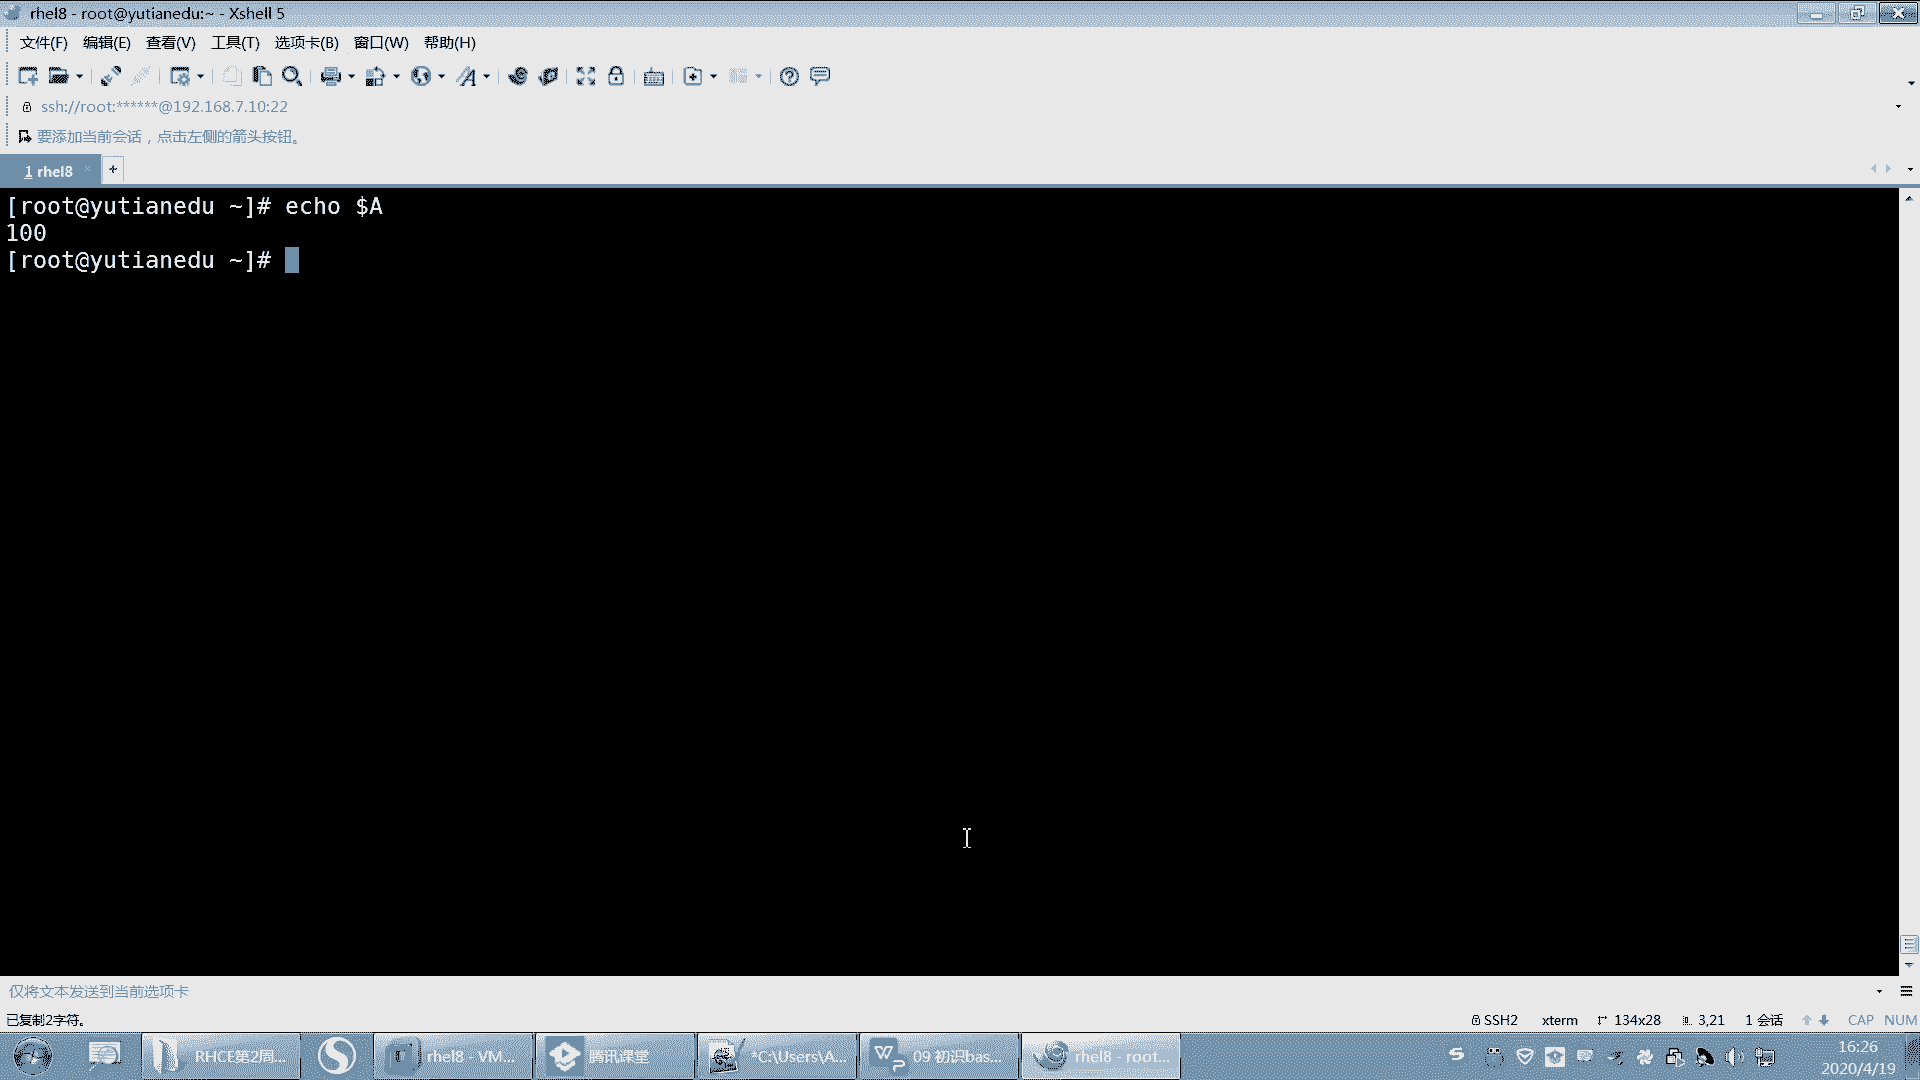 rhel8 - root@yutianedu:~ - Xshell 5
文件(F) 编辑(E) 查看(V) 工具(T) 选项卡(B) 窗口(W) 帮助(H)
ssh://root:******@192.168.7.10:22
要添加当前会话，点击左侧的箭头按钮。
1 rhel8
[root@yutianedu ~]# echo $A
100
[root@yutianedu ~]#
仅将文本发送到当前选项卡
已复制2字符。
SSH2 xterm 134x28 3,21 1 会话 CAP NUM
RHCE第2周... rhel8 - VM... 腾讯课堂 *C:\Users\A... 09 初识bas... rhel8 - root...
16:26
2020/4/19